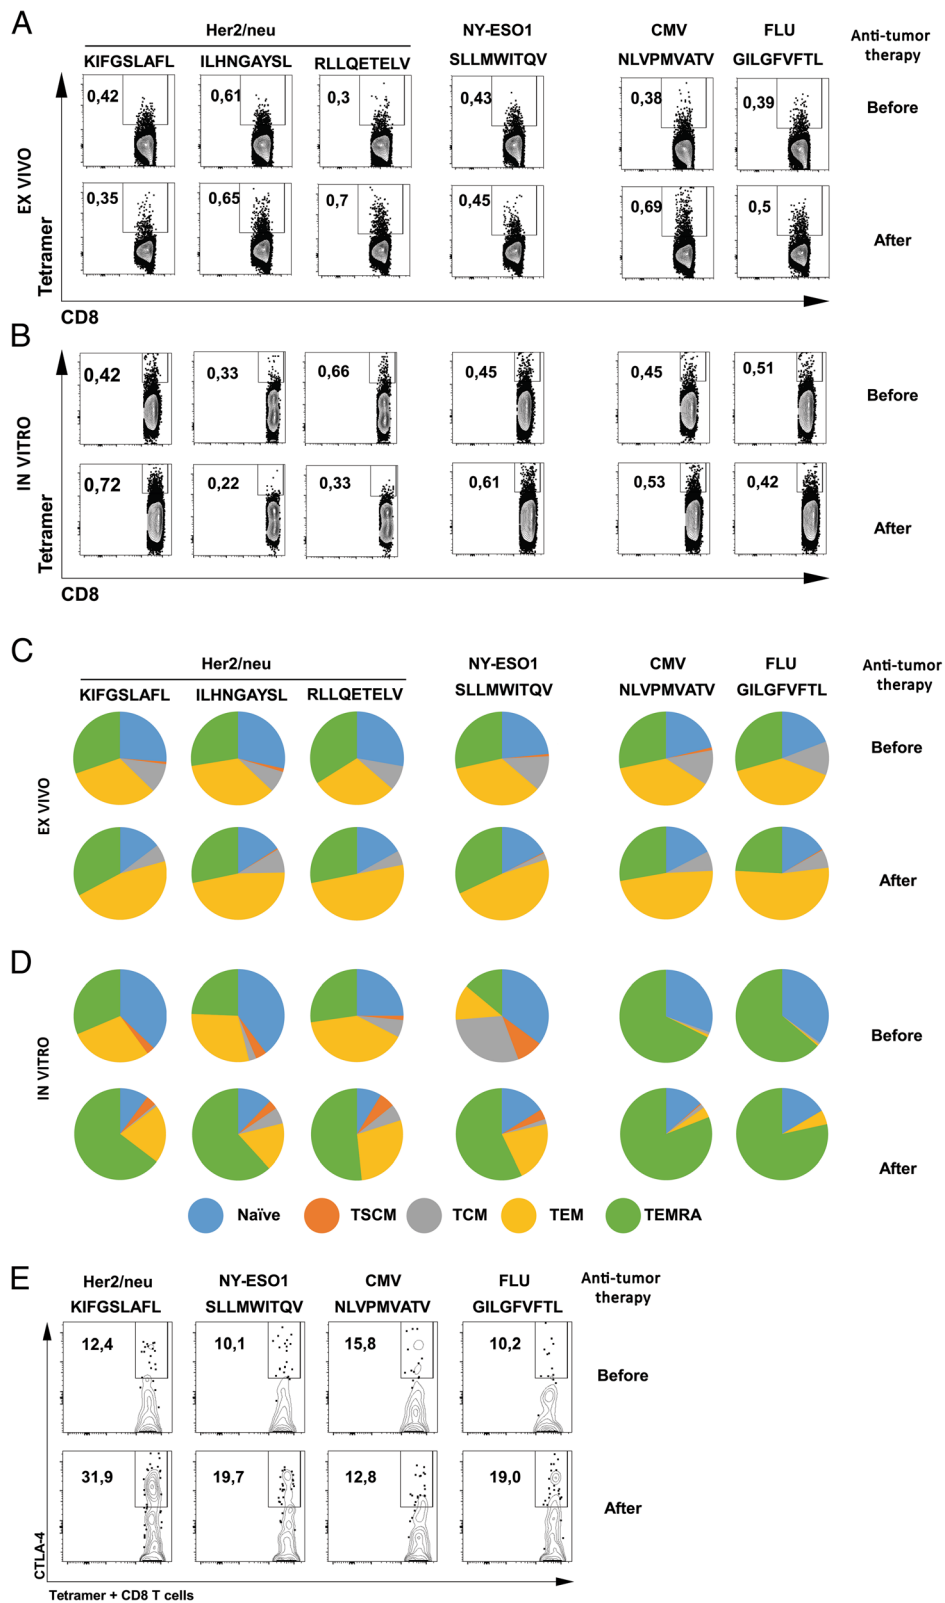 A
Her2/neu
NY-ESO1
CMV
FLU
Anti-tumor
therapy
KIFGSLAFL
ILHNGAYSL
RLLQETELV
SLLMWITQV
NLVPMVATV
GILGFVFTL
0,42
0,61
0,3
0,43
0,38
0,39
Before
EX VIVO
0,35
0,65
0,7
0,45
0,69
0,5
After
Tetramer
CD8
B
0,42
0,33
0,66
0,45
0,45
0,51
Before
IN VITRO
0,72
0,22
0,33
0,61
0,53
0,42
After
Tetramer
CD8
C
Her2/neu
NY-ESO1
CMV
FLU
Anti-tumor
therapy
KIFGSLAFL
ILHNGAYSL
RLLQETELV
SLLMWITQV
NLVPMVATV
GILGFVFTL
Before
EX VIVO
After
D
Before
IN VITRO
After
Naïve
TSCM
TCM
TEM
TEMRA
E
Her2/neu
NY-ESO1
CMV
FLU
Anti-tumor
therapy
KIFGSLAFL
SLLMWITQV
NLVPMVATV
GILGFVFTL
12,4
10,1
15,8
10,2
Before
31,9
19,7
12,8
19,0
After
CTLA-4
Tetramer + CD8 T cells